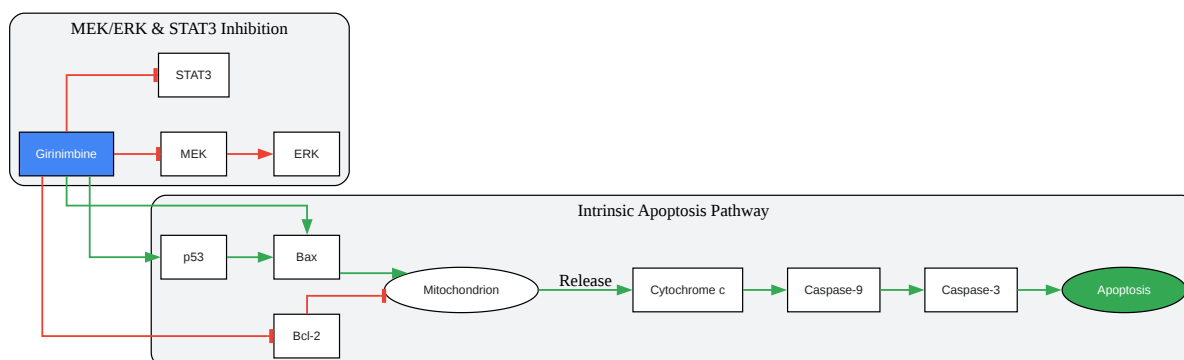 MEK/ERK & STAT3 Inhibition
STAT3
Girinimbine
MEK
ERK
Intrinsic Apoptosis Pathway
p53
Bax
Mitochondrion
Release
Cytochrome c
Caspase-9
Caspase-3
Apoptosis
Bcl-2